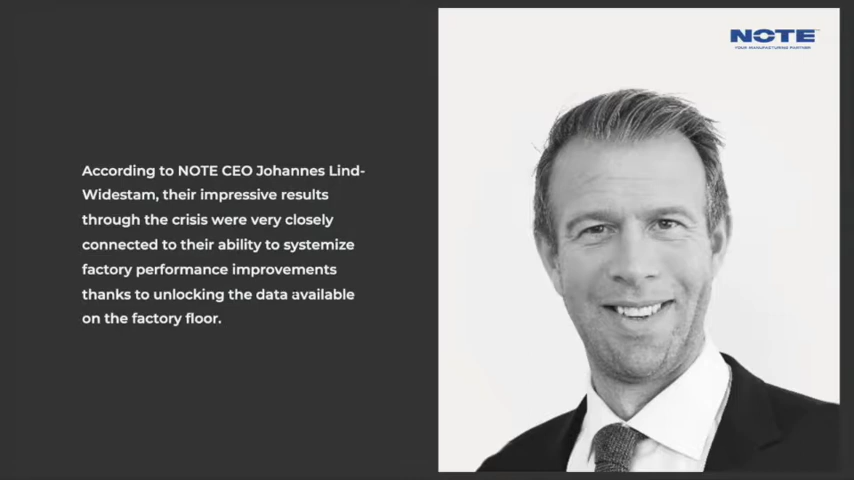 According to NOTE CEO Johannes Lind-
Widestam, their impressive results
through the crisis were very closely
connected to their ability to systemize
factory performance improvements
thanks to unlocking the data available
on the factory floor.
NOTE
YOUR MANUFACTURING PARTNER